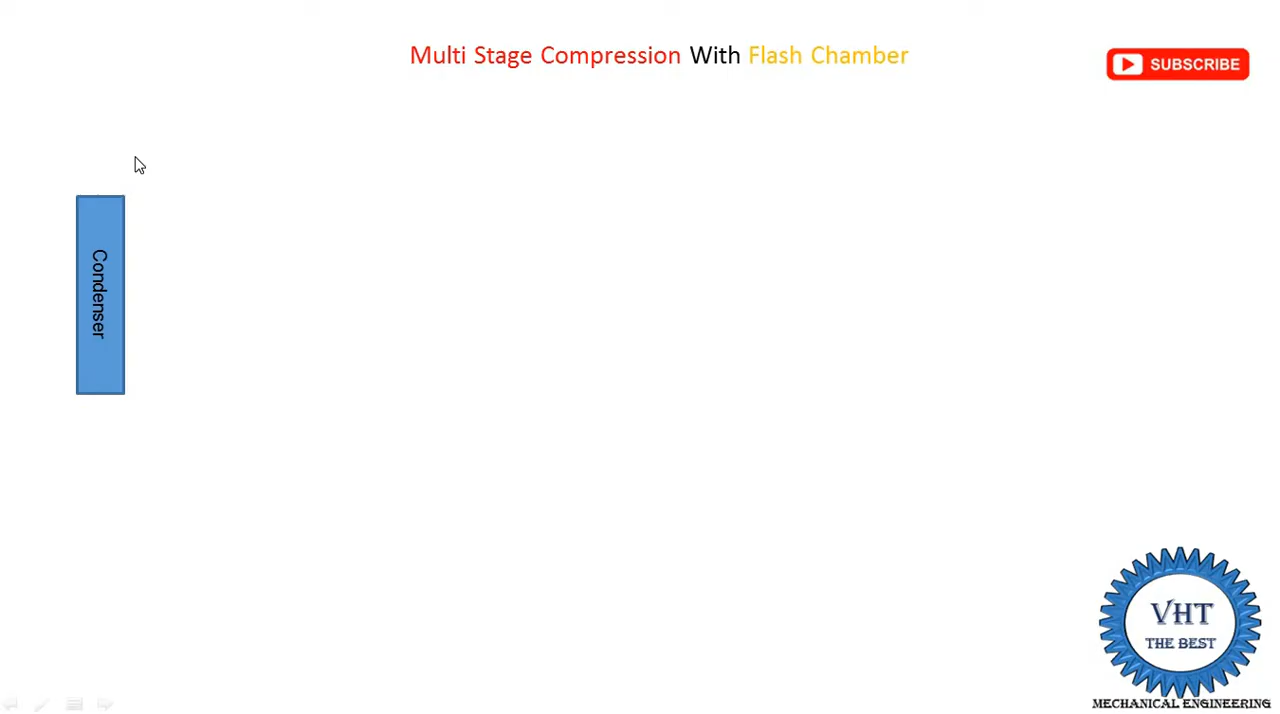 Multi Stage Compression With Flash Chamber
SUBSCRIBE
Condenser
VHT
THE BEST
MECHANICAL ENGINEERING